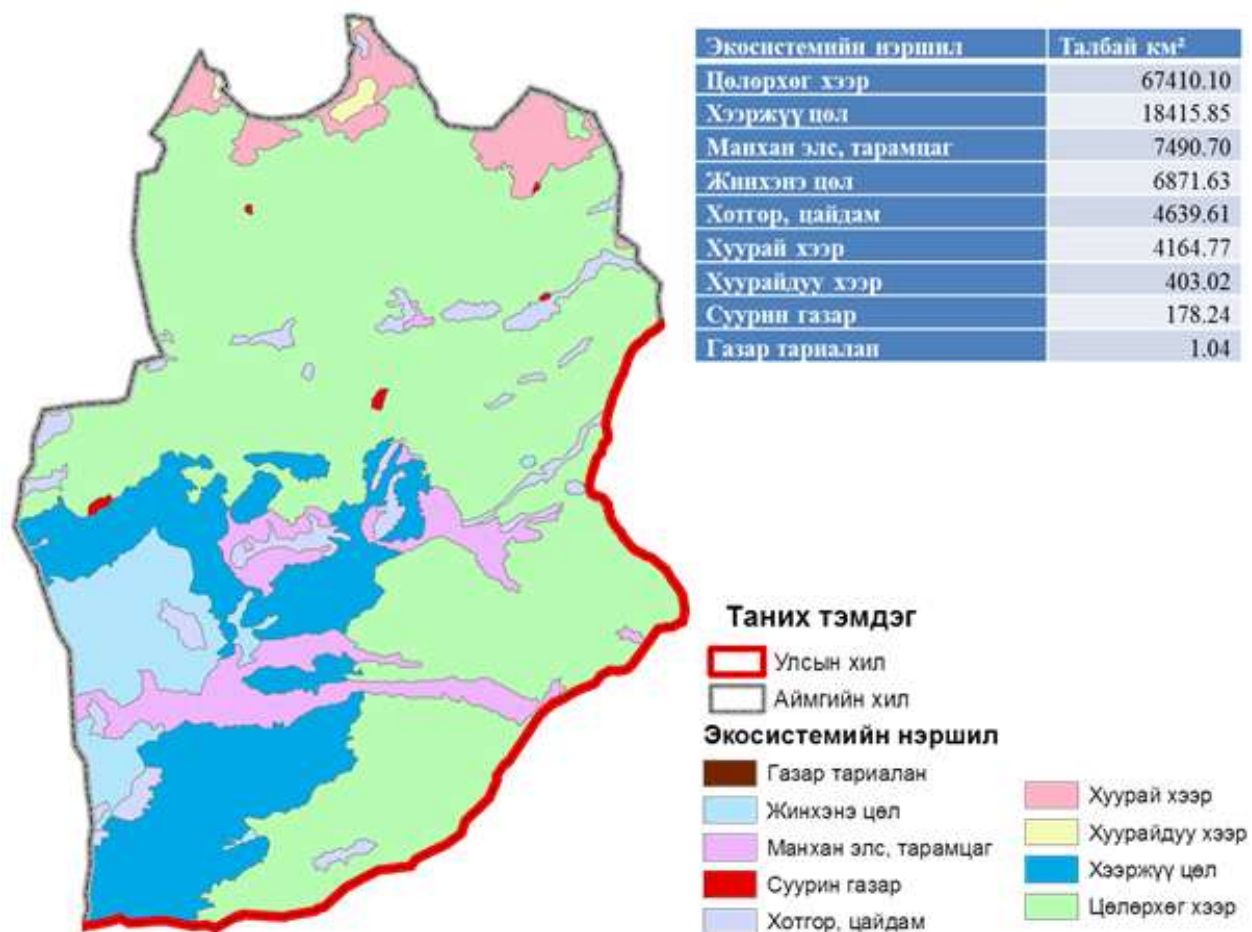 Экосистемийн нэршил Талбай км²
Цөлөрхөг хээр 67410.10
Хээржүү цөл 18415.85
Манхан элс, тарамцаг 7490.70
Жинхэнэ цөл 6871.63
Хотгор, цайдам 4639.61
Хуурай хээр 4164.77
Хуурайдуу хээр 403.02
Суурин газар 178.24
Газар тариалан 1.04
Таних тэмдэг
Улсын хил
Аймгийн хил
Экосистемийн нэршил
Газар тариалан
Жинхэнэ цөл
Манхан элс, тарамцаг
Суурин газар
Хотгор, цайдам
Хуурай хээр
Хуурайдуу хээр
Хээржүү цөл
Цөлөрхөг хээр